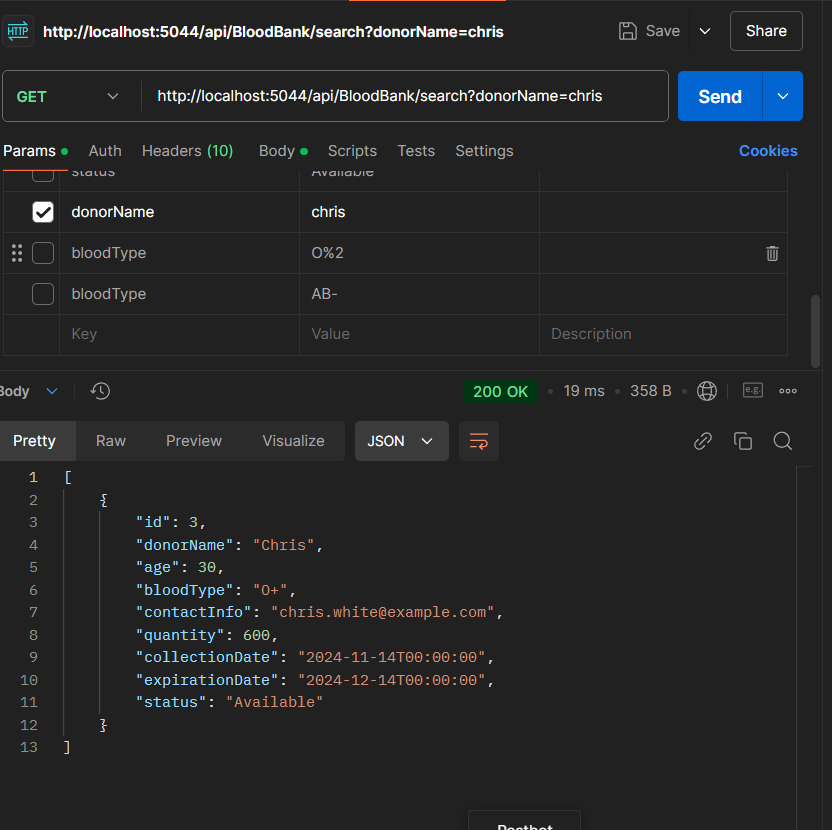 HTTP http://localhost:5044/api/BloodBank/search?donorName=chris Save Share
GET http://localhost:5044/api/BloodBank/search?donorName=chris Send
Params Auth Headers (10) Body Scripts Tests Settings Cookies
status Available
donorName chris
bloodType O%2
bloodType AB-
Key Value Description
Body 200 OK 19 ms 358 B e.g.
Pretty Raw Preview Visualize JSON
1 [
2 {
3 "id": 3,
4 "donorName": "Chris",
5 "age": 30,
6 "bloodType": "O+",
7 "contactInfo": "chris.white@example.com",
8 "quantity": 600,
9 "collectionDate": "2024-11-14T00:00:00",
10 "expirationDate": "2024-12-14T00:00:00",
11 "status": "Available"
12 }
13 ]
Postbot